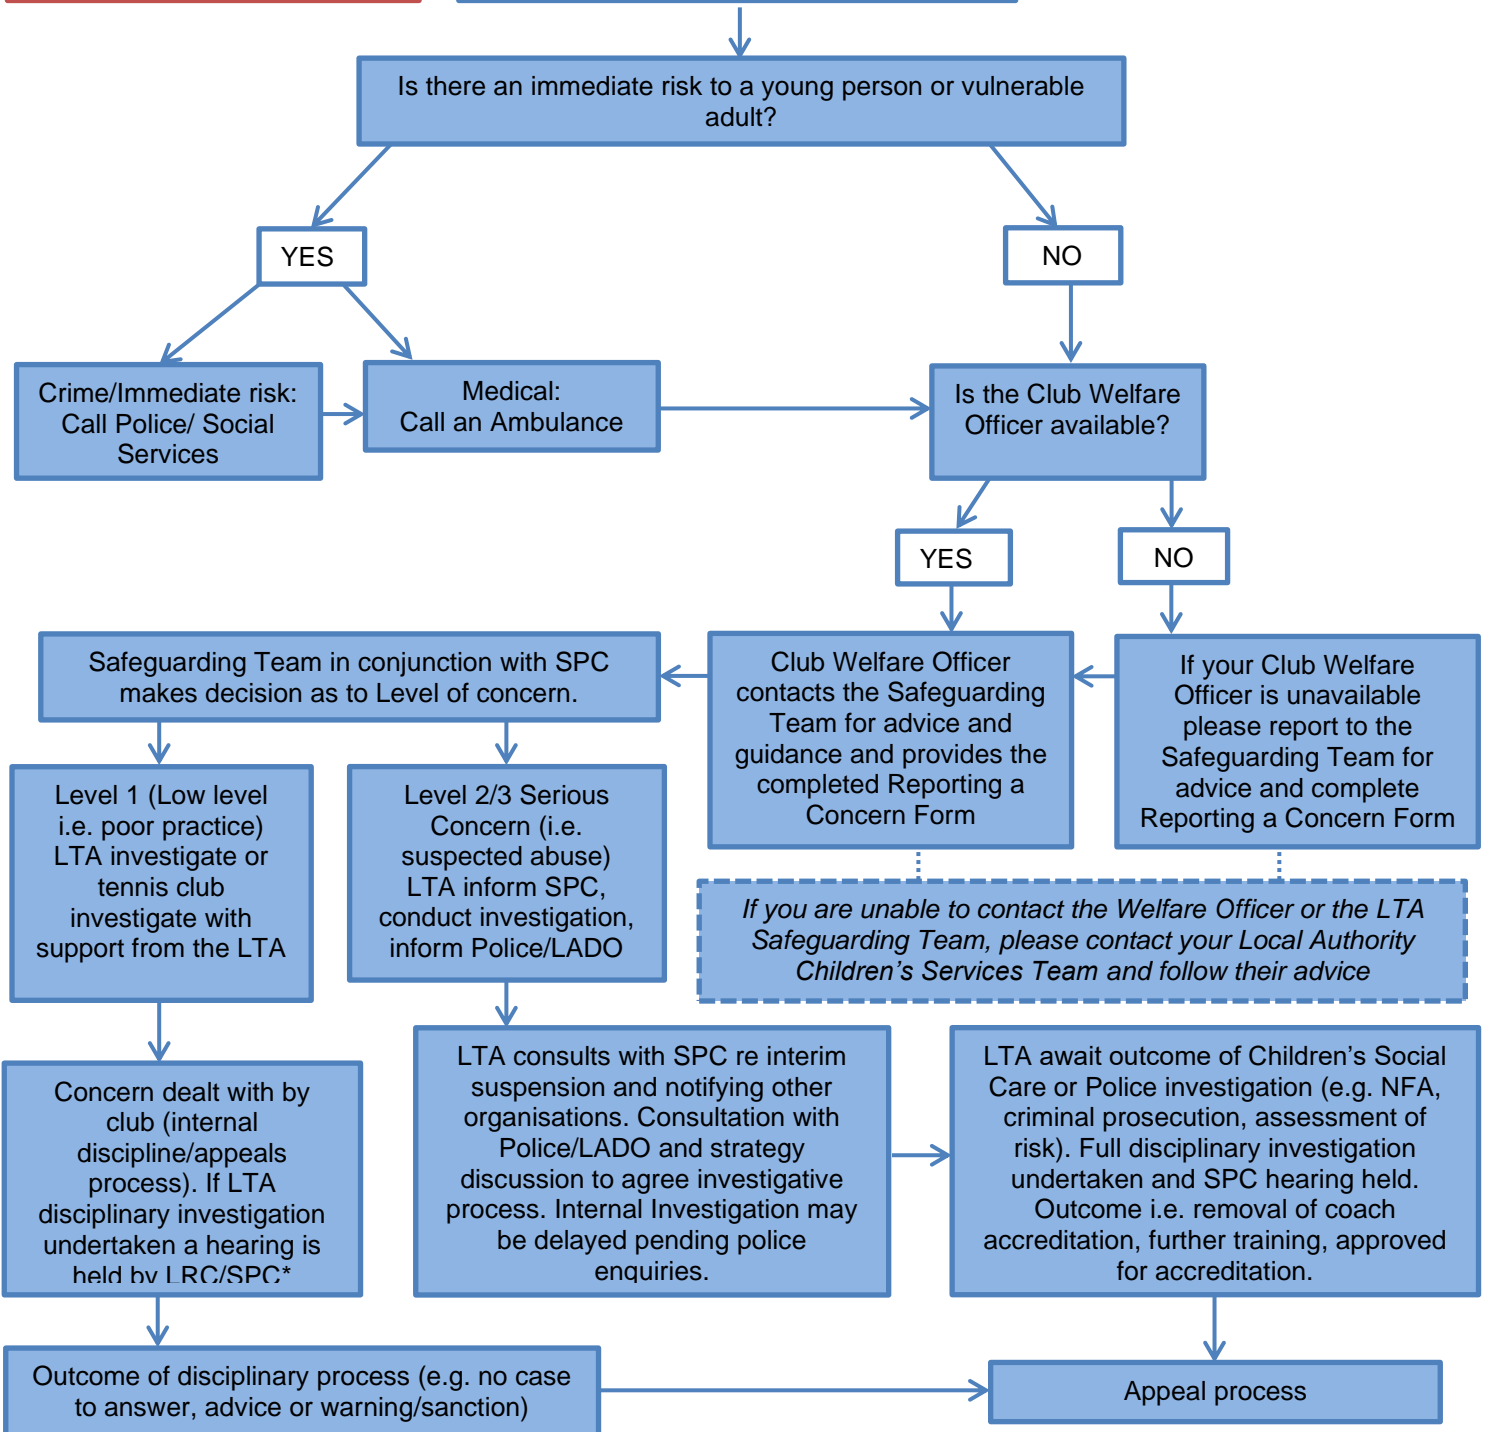 Is there an immediate risk to a young person or vulnerable
adult?
YES
NO
Crime/Immediate risk:
Call Police/ Social
Services
Medical:
Call an Ambulance
Is the Club Welfare
Officer available?
YES
NO
Safeguarding Team in conjunction with SPC
makes decision as to Level of concern.
Club Welfare Officer
contacts the Safeguarding
Team for advice and
guidance and provides the
completed Reporting a
Concern Form
If your Club Welfare
Officer is unavailable
please report to the
Safeguarding Team for
advice and complete
Reporting a Concern Form
Level 1 (Low level
i.e. poor practice)
LTA investigate or
tennis club
investigate with
support from the LTA
Level 2/3 Serious
Concern (i.e.
suspected abuse)
LTA inform SPC,
conduct investigation,
inform Police/LADO
If you are unable to contact the Welfare Officer or the LTA
Safeguarding Team, please contact your Local Authority
Children’s Services Team and follow their advice
Concern dealt with by
club (internal
discipline/appeals
process). If LTA
disciplinary investigation
undertaken a hearing is
held by LRC/SPC*
LTA consults with SPC re interim
suspension and notifying other
organisations. Consultation with
Police/LADO and strategy
discussion to agree investigative
process. Internal Investigation may
be delayed pending police
enquiries.
LTA await outcome of Children’s Social
Care or Police investigation (e.g. NFA,
criminal prosecution, assessment of
risk). Full disciplinary investigation
undertaken and SPC hearing held.
Outcome i.e. removal of coach
accreditation, further training, approved
for accreditation.
Outcome of disciplinary process (e.g. no case
to answer, advice or warning/sanction)
Appeal process